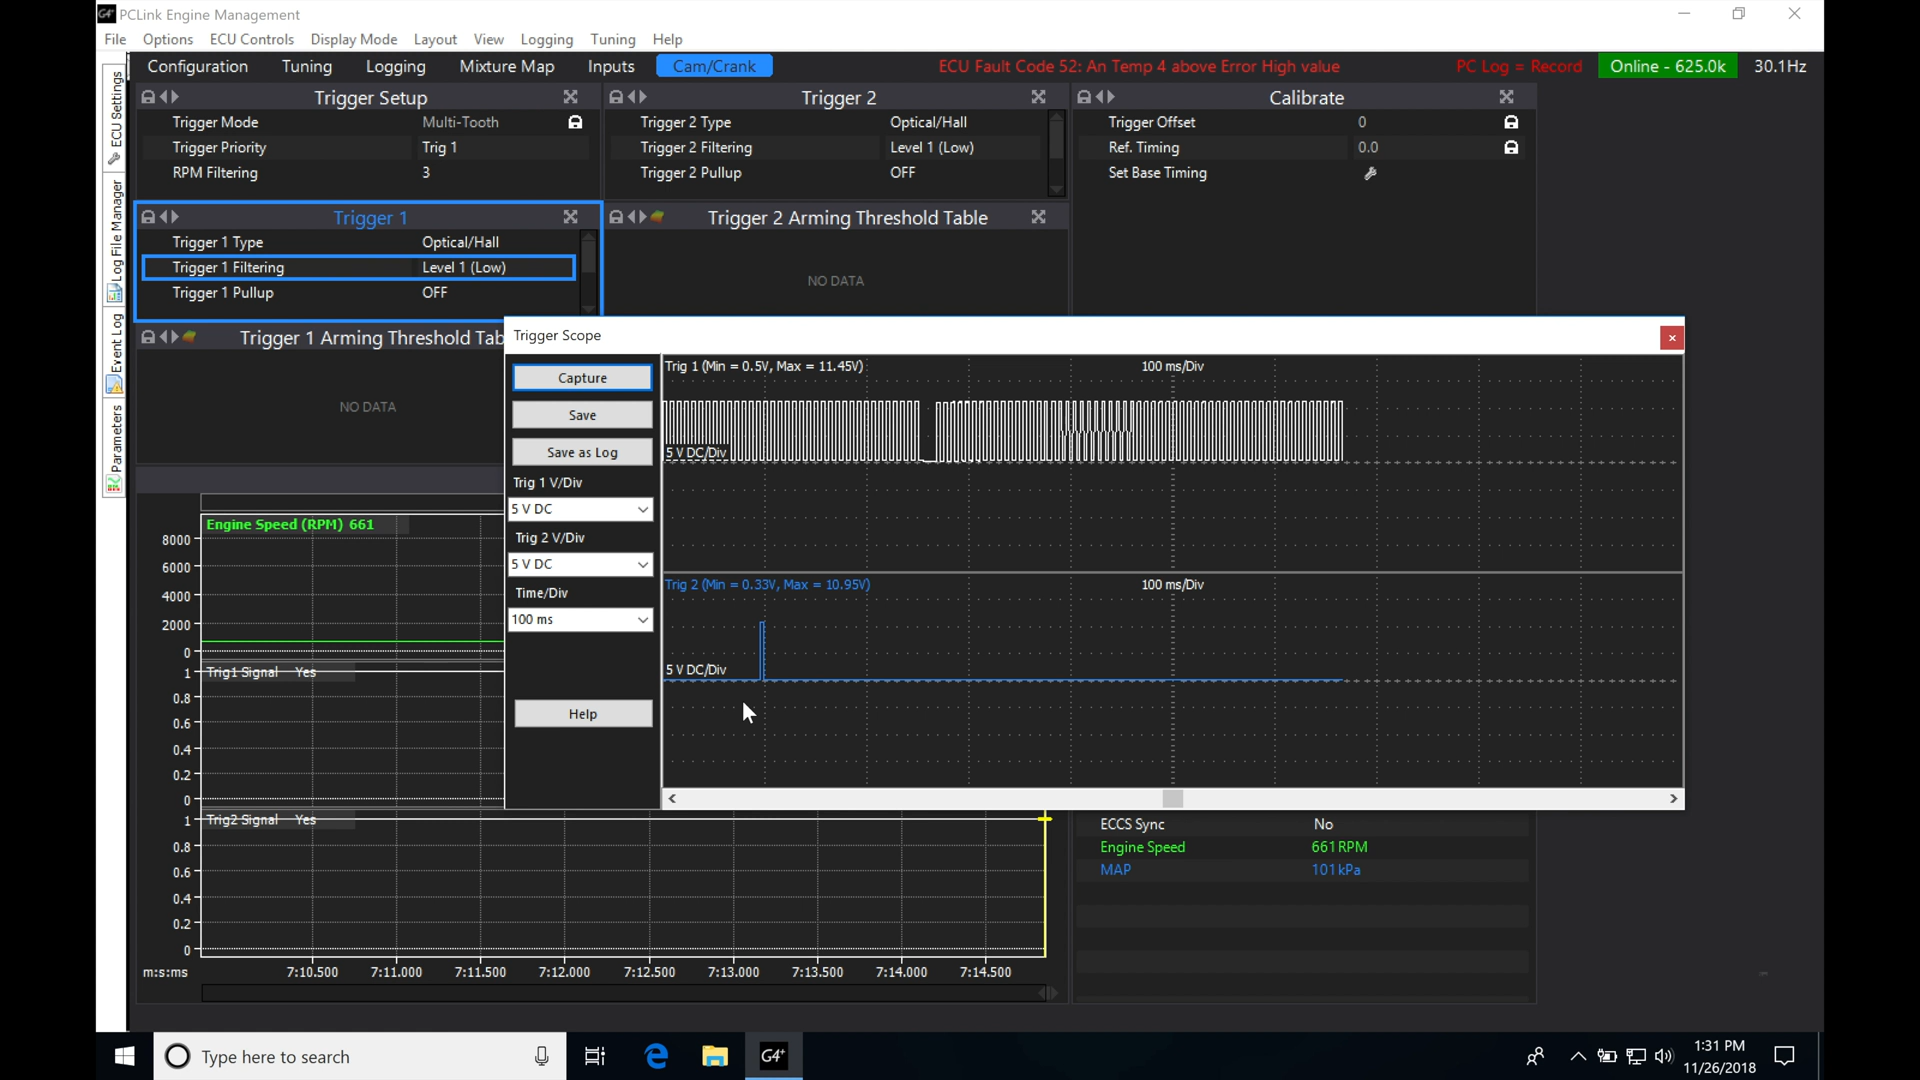 G4+ PCLink Engine Management
File Options ECU Controls Display Mode Layout View Logging Tuning Help
Configuration Tuning Logging Mixture Map Inputs Cam/Crank ECU Fault Code 52: An Temp 4 above Error High value PC Log = Record Online - 625.0k 30.1Hz
ECU Settings
Log File Manager
Event Log
Parameters
Trigger Setup
Trigger Mode Multi-Tooth
Trigger Priority Trig 1
RPM Filtering 3
Trigger 2
Trigger 2 Type Optical/Hall
Trigger 2 Filtering Level 1 (Low)
Trigger 2 Pullup OFF
Calibrate
Trigger Offset 0
Ref. Timing 0.0
Set Base Timing
Trigger 1
Trigger 1 Type Optical/Hall
Trigger 1 Filtering Level 1 (Low)
Trigger 1 Pullup OFF
Trigger 2 Arming Threshold Table
NO DATA
Trigger 1 Arming Threshold Tab
NO DATA
Trigger Scope
Capture
Save
Save as Log
Trig 1 V/Div
5 V DC
Trig 2 V/Div
5 V DC
Time/Div
100 ms
Help
Trig 1 (Min = 0.5V, Max = 11.45V) 100 ms/Div
5 V DC/Div
Trig 2 (Min = 0.33V, Max = 10.95V) 100 ms/Div
5 V DC/Div
Engine Speed (RPM) 661
8000
6000
4000
2000
0
Trig1 Signal Yes
1
0.8
0.6
0.4
0.2
0
Trig2 Signal Yes
1
0.8
0.6
0.4
0.2
0
m:s:ms 7:10.500 7:11.000 7:11.500 7:12.000 7:12.500 7:13.000 7:13.500 7:14.000 7:14.500
ECCS Sync No
Engine Speed 661 RPM
MAP 101 kPa
Type here to search
G4+
1:31 PM
11/26/2018